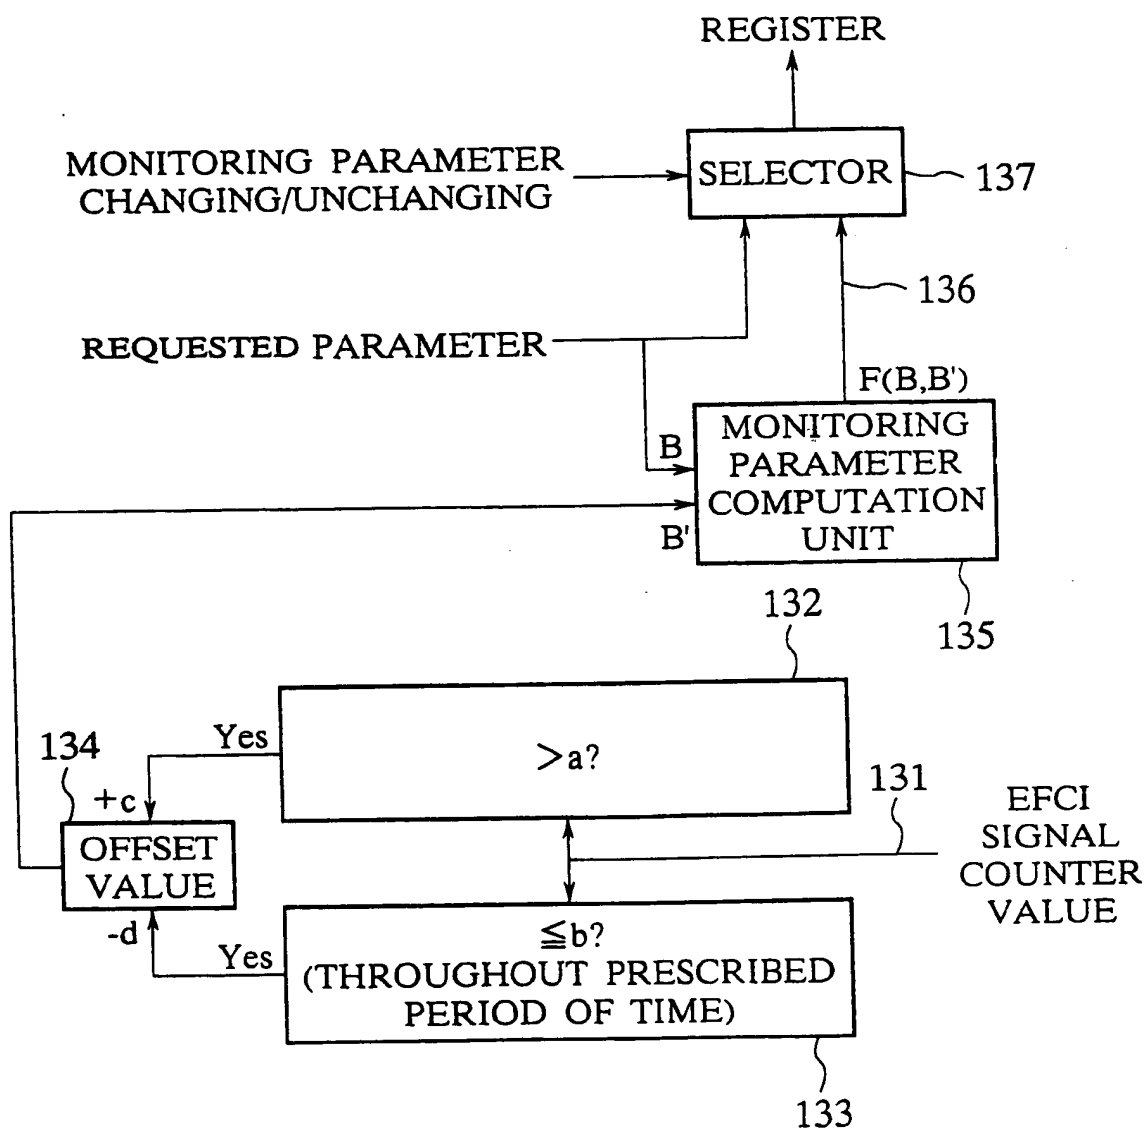 REGISTER
MONITORING PARAMETER
CHANGING/UNCHANGING
SELECTOR
137
136
REQUESTED PARAMETER
F(B,B')
B
B'
MONITORING
PARAMETER
COMPUTATION
UNIT
135
132
>a?
Yes
134
+c
OFFSET
VALUE
-d
131
EFCI
SIGNAL
COUNTER
VALUE
Yes
≦b?
(THROUGHOUT PRESCRIBED
PERIOD OF TIME)
133